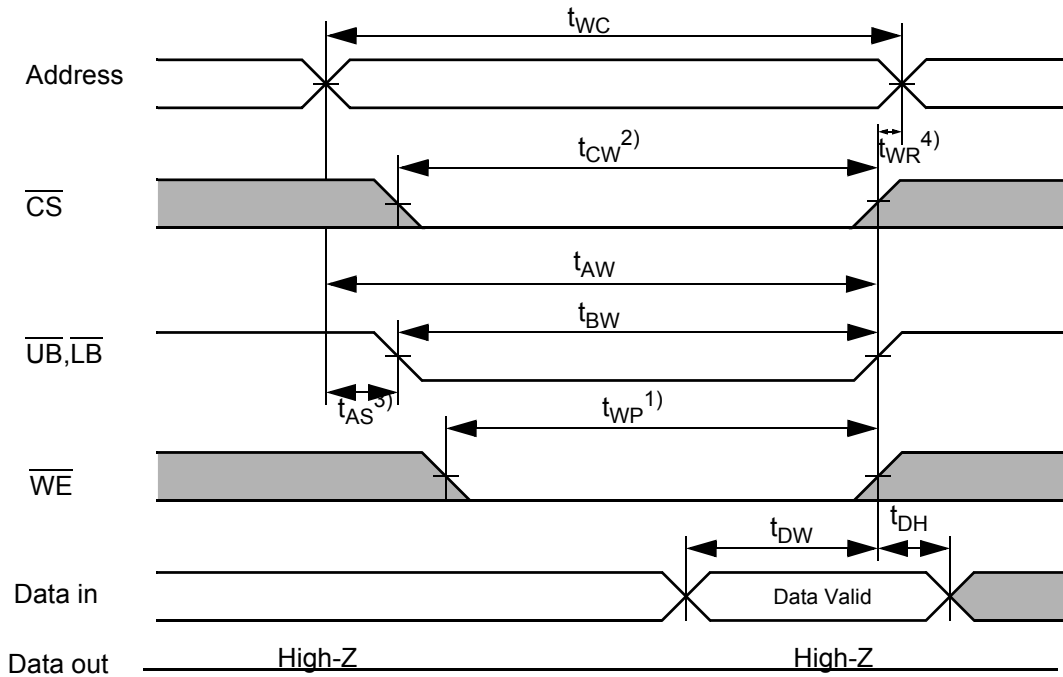 tWC
Address
tCW2)
tWR4)
CS
tAW
tBW
UB,LB
tAS3)
tWP1)
WE
tDW
tDH
Data in
Data Valid
Data out
High-Z
High-Z